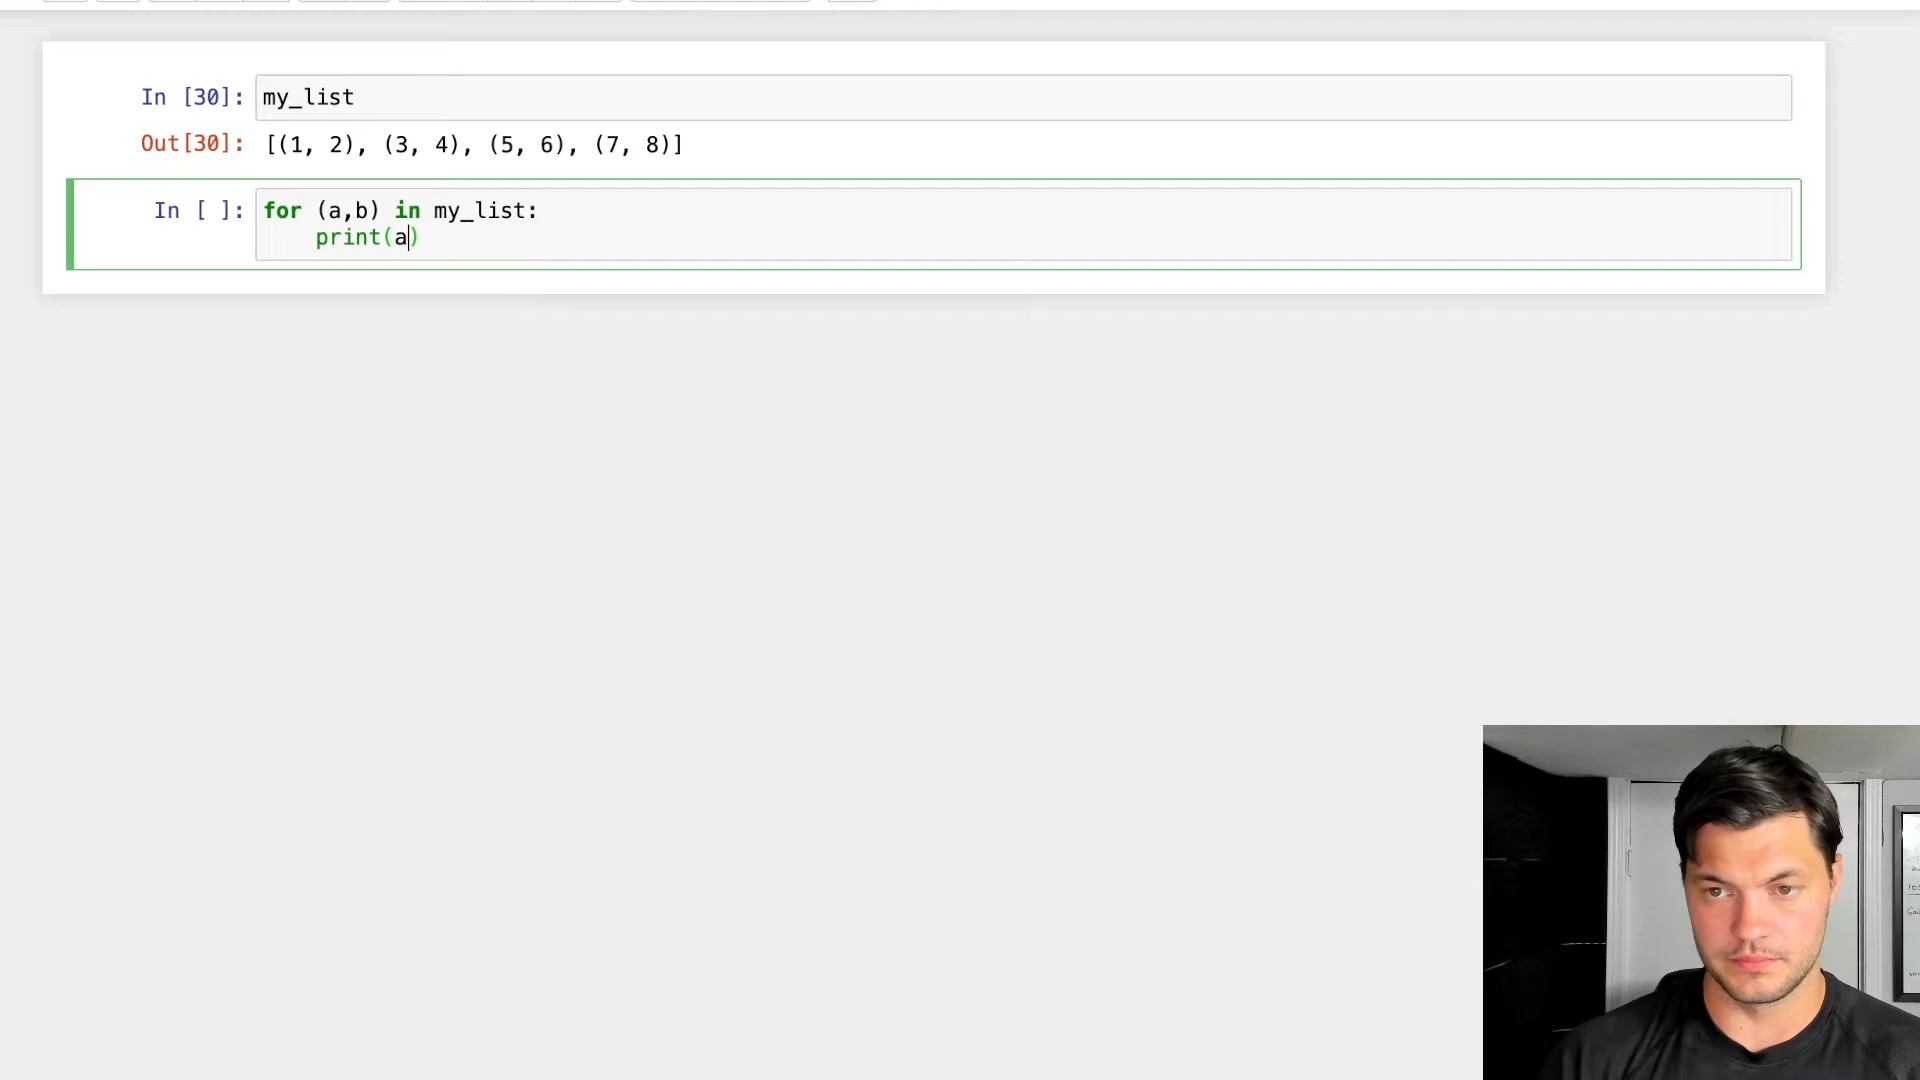 In [30]: my_list
Out[30]: [(1, 2), (3, 4), (5, 6), (7, 8)]
In [ ]: for (a,b) in my_list:
print(a)